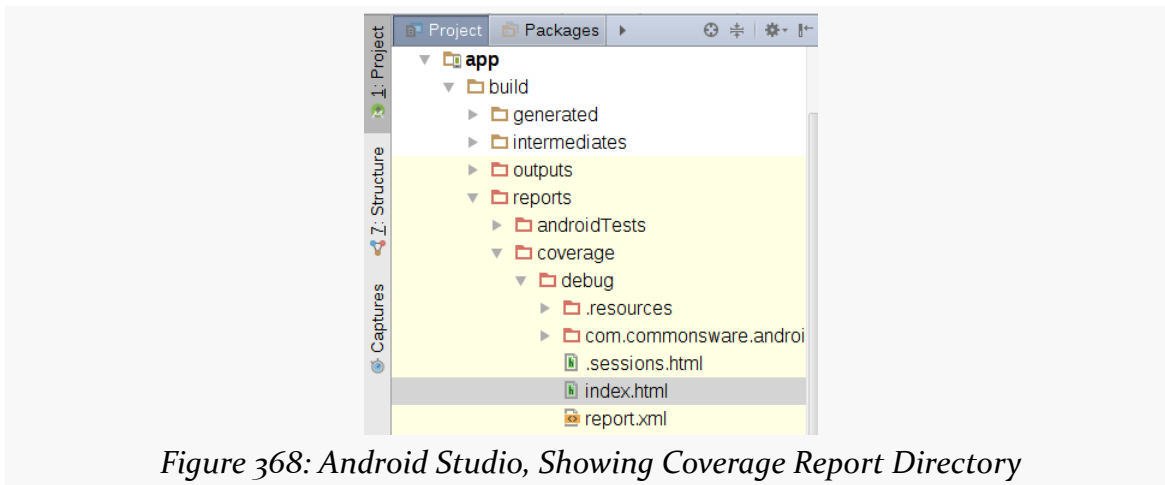 1: Project
7: Structure
Captures
Project Packages
app
build
generated
intermediates
outputs
reports
androidTests
coverage
debug
.resources
com.commonsware.androi
.sessions.html
index.html
report.xml
Figure 368: Android Studio, Showing Coverage Report Directory